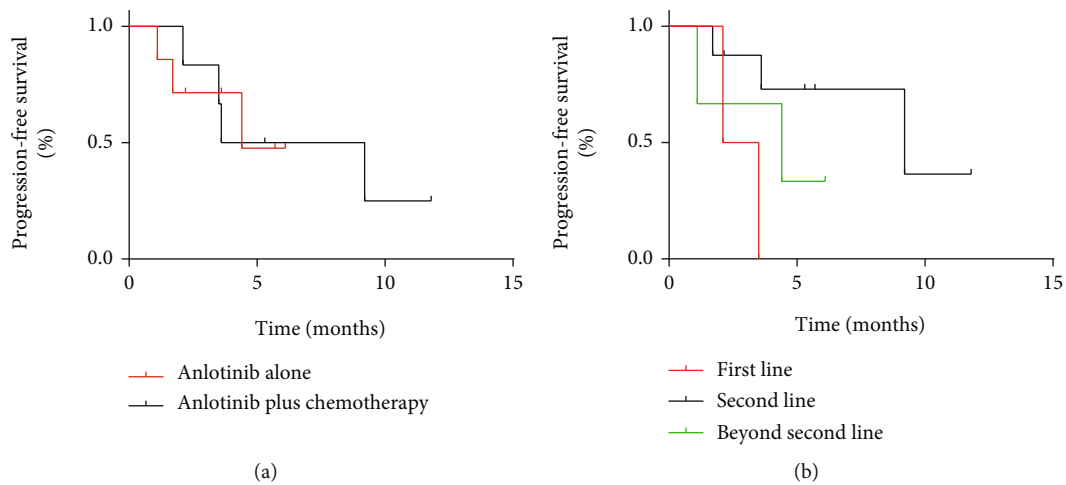 1.0
0.5
0.0
Progression-free survival
(%)
0
5
10
15
Time (months)
Anlotinib alone
Anlotinib plus chemotherapy
(a)
1.0
0.5
0.0
Progression-free survival
(%)
0
5
10
15
Time (months)
First line
Second line
Beyond second line
(b)